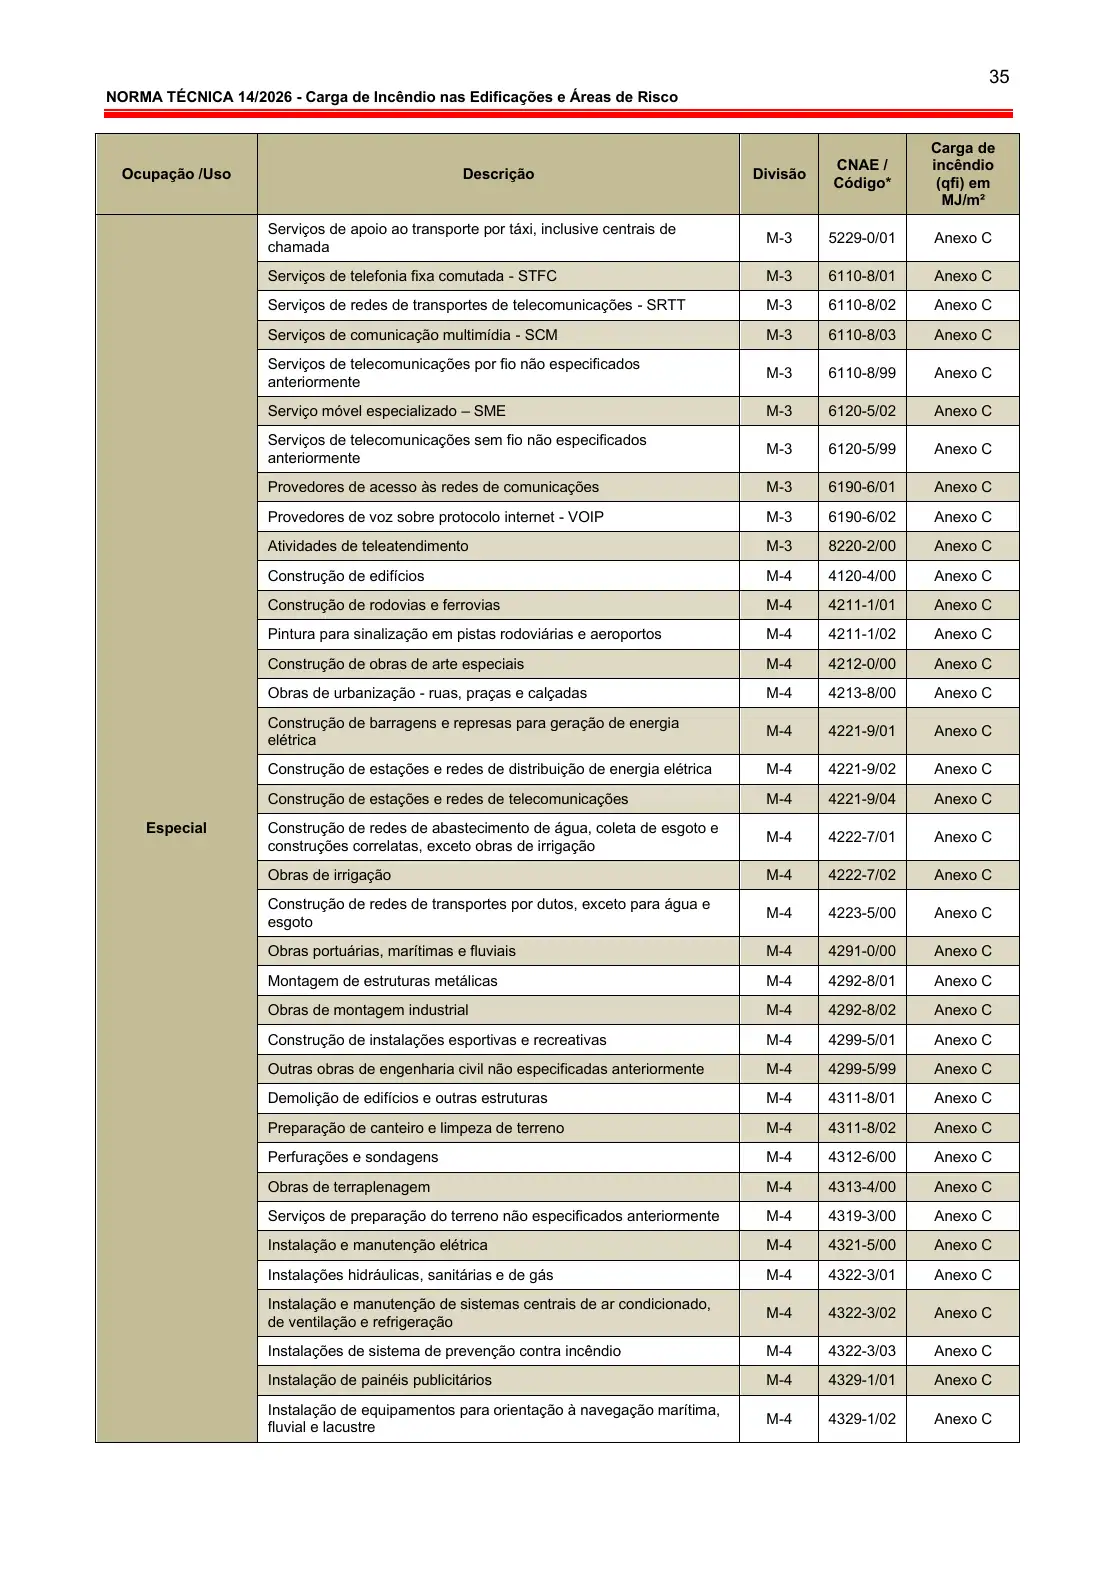 35
NORMA TÉCNICA 14/2026 - Carga de Incêndio nas Edificações e Áreas de Risco
Ocupação /Uso Descrição Divisão CNAE / Código* Carga de incêndio (qfi) em MJ/m²
Especial
Serviços de apoio ao transporte por táxi, inclusive centrais de
chamada M-3 5229-0/01 Anexo C
Serviços de telefonia fixa comutada - STFC M-3 6110-8/01 Anexo C
Serviços de redes de transportes de telecomunicações - SRTT M-3 6110-8/02 Anexo C
Serviços de comunicação multimídia - SCM M-3 6110-8/03 Anexo C
Serviços de telecomunicações por fio não especificados
anteriormente M-3 6110-8/99 Anexo C
Serviço móvel especializado – SME M-3 6120-5/02 Anexo C
Serviços de telecomunicações sem fio não especificados
anteriormente M-3 6120-5/99 Anexo C
Provedores de acesso às redes de comunicações M-3 6190-6/01 Anexo C
Provedores de voz sobre protocolo internet - VOIP M-3 6190-6/02 Anexo C
Atividades de teleatendimento M-3 8220-2/00 Anexo C
Construção de edifícios M-4 4120-4/00 Anexo C
Construção de rodovias e ferrovias M-4 4211-1/01 Anexo C
Pintura para sinalização em pistas rodoviárias e aeroportos M-4 4211-1/02 Anexo C
Construção de obras de arte especiais M-4 4212-0/00 Anexo C
Obras de urbanização - ruas, praças e calçadas M-4 4213-8/00 Anexo C
Construção de barragens e represas para geração de energia
elétrica M-4 4221-9/01 Anexo C
Construção de estações e redes de distribuição de energia elétrica M-4 4221-9/02 Anexo C
Construção de estações e redes de telecomunicações M-4 4221-9/04 Anexo C
Construção de redes de abastecimento de água, coleta de esgoto e
construções correlatas, exceto obras de irrigação M-4 4222-7/01 Anexo C
Obras de irrigação M-4 4222-7/02 Anexo C
Construção de redes de transportes por dutos, exceto para água e
esgoto M-4 4223-5/00 Anexo C
Obras portuárias, marítimas e fluviais M-4 4291-0/00 Anexo C
Montagem de estruturas metálicas M-4 4292-8/01 Anexo C
Obras de montagem industrial M-4 4292-8/02 Anexo C
Construção de instalações esportivas e recreativas M-4 4299-5/01 Anexo C
Outras obras de engenharia civil não especificadas anteriormente M-4 4299-5/99 Anexo C
Demolição de edifícios e outras estruturas M-4 4311-8/01 Anexo C
Preparação de canteiro e limpeza de terreno M-4 4311-8/02 Anexo C
Perfurações e sondagens M-4 4312-6/00 Anexo C
Obras de terraplenagem M-4 4313-4/00 Anexo C
Serviços de preparação do terreno não especificados anteriormente M-4 4319-3/00 Anexo C
Instalação e manutenção elétrica M-4 4321-5/00 Anexo C
Instalações hidráulicas, sanitárias e de gás M-4 4322-3/01 Anexo C
Instalação e manutenção de sistemas centrais de ar condicionado,
de ventilação e refrigeração M-4 4322-3/02 Anexo C
Instalações de sistema de prevenção contra incêndio M-4 4322-3/03 Anexo C
Instalação de painéis publicitários M-4 4329-1/01 Anexo C
Instalação de equipamentos para orientação à navegação marítima,
fluvial e lacustre M-4 4329-1/02 Anexo C